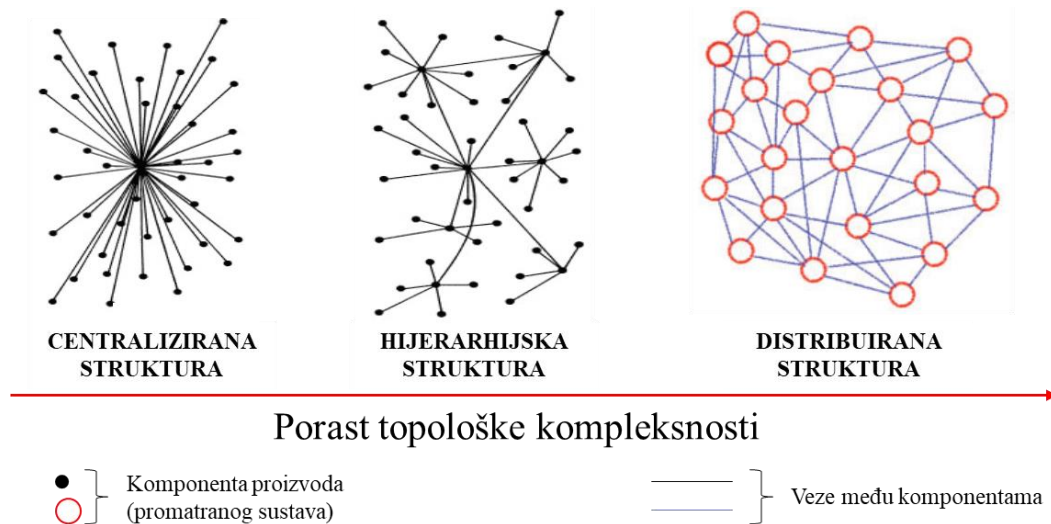 CENTRALIZIRANA
STRUKTURA
HIJERARHIJSKA
STRUKTURA
DISTRIBUIRANA
STRUKTURA
Porast topološke kompleksnosti
Komponenta proizvoda
(promatranog sustava)
Veze među komponentama